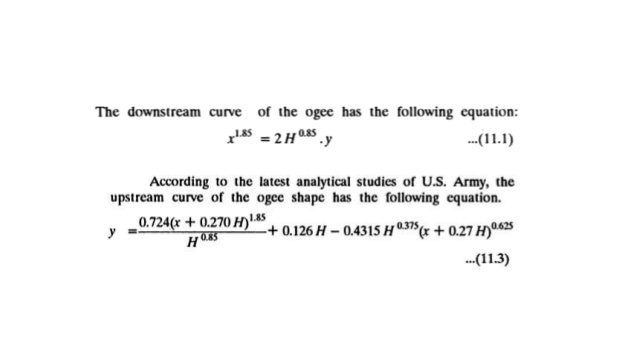 The downstream curve of the ogee has the following equation:
x^1.85 = 2 H^0.85 . y ...(11.1)
According to the latest analytical studies of U.S. Army, the
upstream curve of the ogee shape has the following equation.
y = 0.724(x + 0.270 H)^1.85 / H^0.85 + 0.126 H – 0.4315 H^0.375 (x + 0.27 H)^0.625
...(11.3)